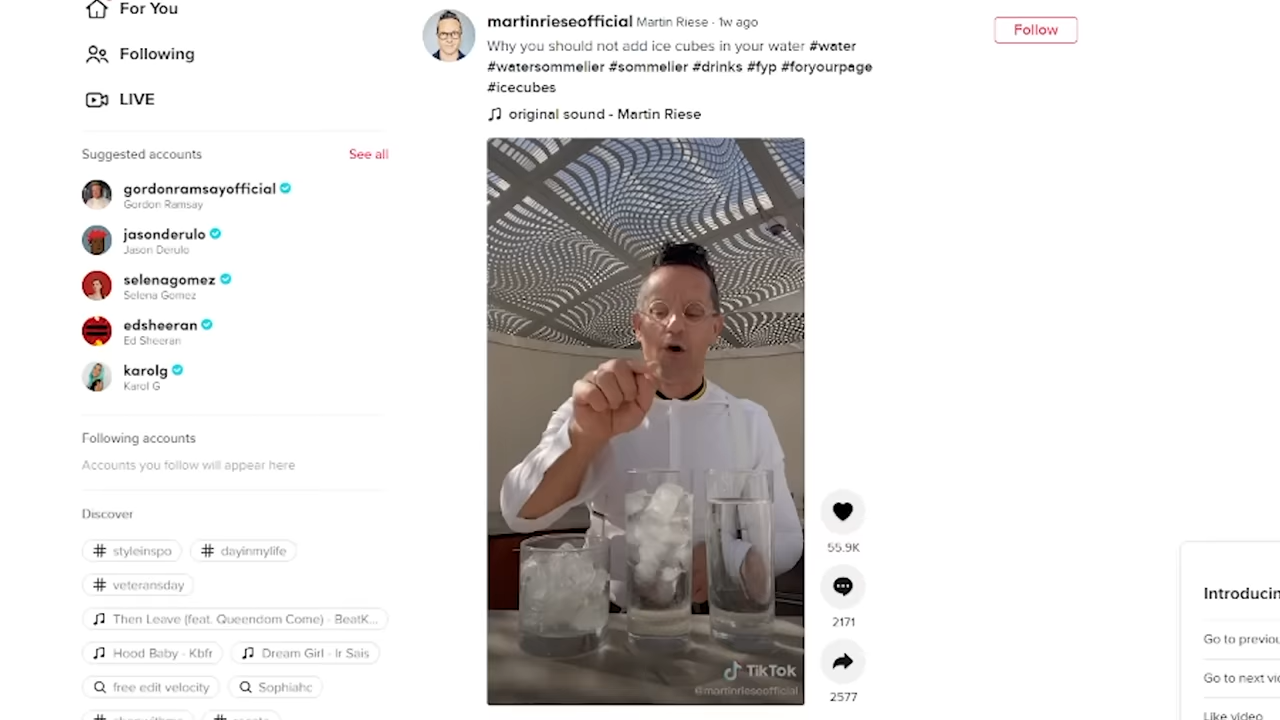 For You
Following
LIVE
Suggested accounts
See all
gordonramsayofficial
Gordon Ramsay
jasonderulo
Jason Derulo
selenagomez
Selena Gomez
edsheeran
Ed Sheeran
karolg
Karol G
Following accounts
Accounts you follow will appear here
Discover
# styleinspo
# dayinmylife
# veteransday
Then Leave (feat. Queendom Come) - BeatK...
Hood Baby - Kbfr
Dream Girl - Ir Sais
free edit velocity
Sophiahc
martinrieseofficial Martin Riese · 1w ago
Follow
Why you should not add ice cubes in your water #water
#watersommelier #sommelier #drinks #fyp #foryourpage
#icecubes
original sound - Martin Riese
TikTok
@martinrieseofficial
55.9K
2171
2577
Introducin
Go to previou
Go to next vid
Like video